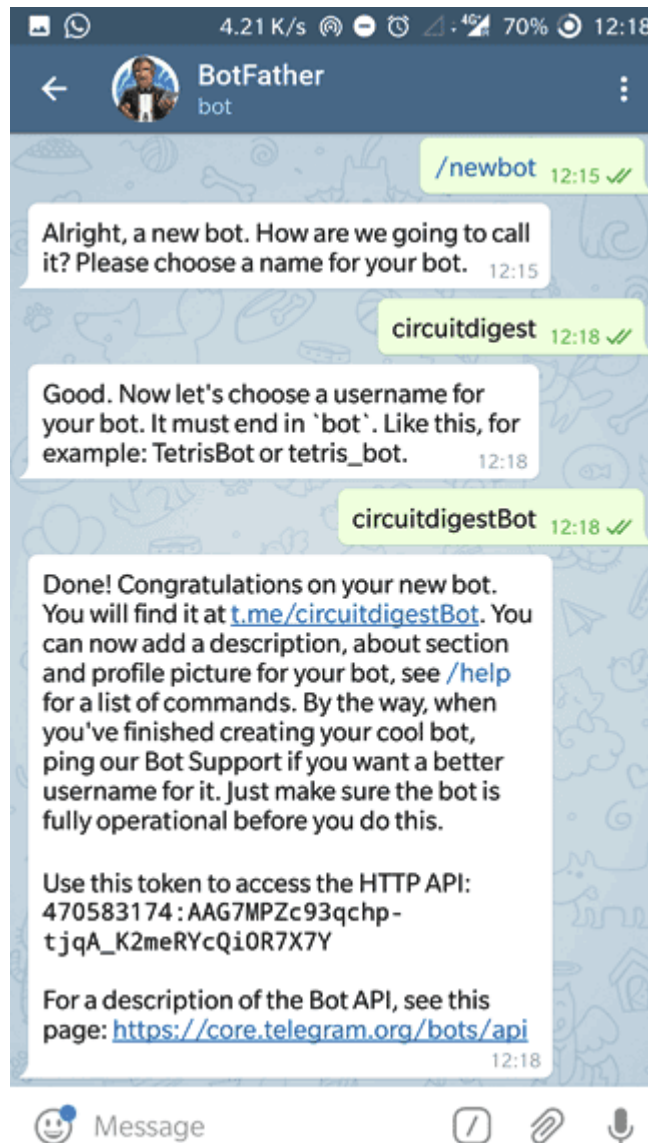 4.21 K/s 4G 70% 12:18
BotFather
bot
/newbot 12:15
Alright, a new bot. How are we going to call
it? Please choose a name for your bot. 12:15
circuitdigest 12:18
Good. Now let's choose a username for
your bot. It must end in `bot`. Like this, for
example: TetrisBot or tetris_bot. 12:18
circuitdigestBot 12:18
Done! Congratulations on your new bot.
You will find it at t.me/circuitdigestBot. You
can now add a description, about section
and profile picture for your bot, see /help
for a list of commands. By the way, when
you've finished creating your cool bot,
ping our Bot Support if you want a better
username for it. Just make sure the bot is
fully operational before you do this.
Use this token to access the HTTP API:
470583174:AAG7MPZc93qchp-
tjqA_K2meRYcQiOR7X7Y
For a description of the Bot API, see this
page: https://core.telegram.org/bots/api
12:18
Message